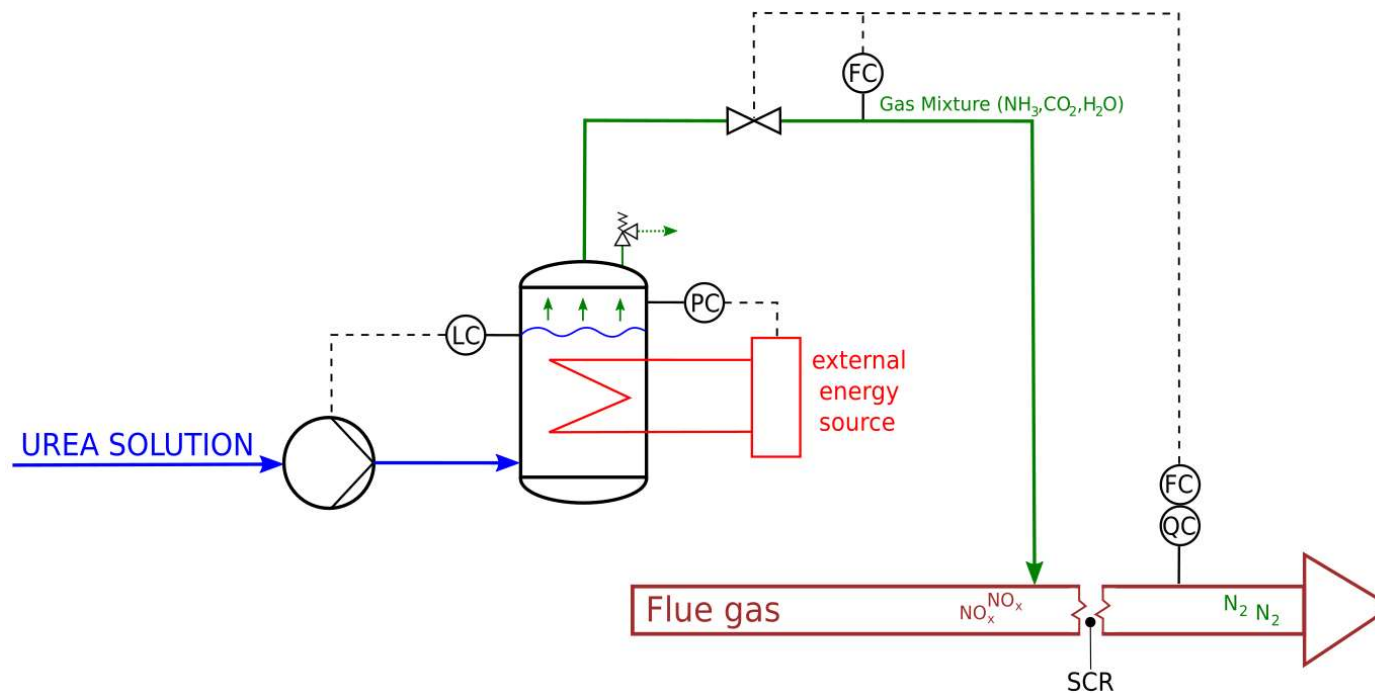 FC
Gas Mixture (NH₃,CO₂,H₂O)
PC
LC
external
energy
source
UREA SOLUTION
FC
QC
Flue gas
NOₓ NOₓ
N₂ N₂
SCR